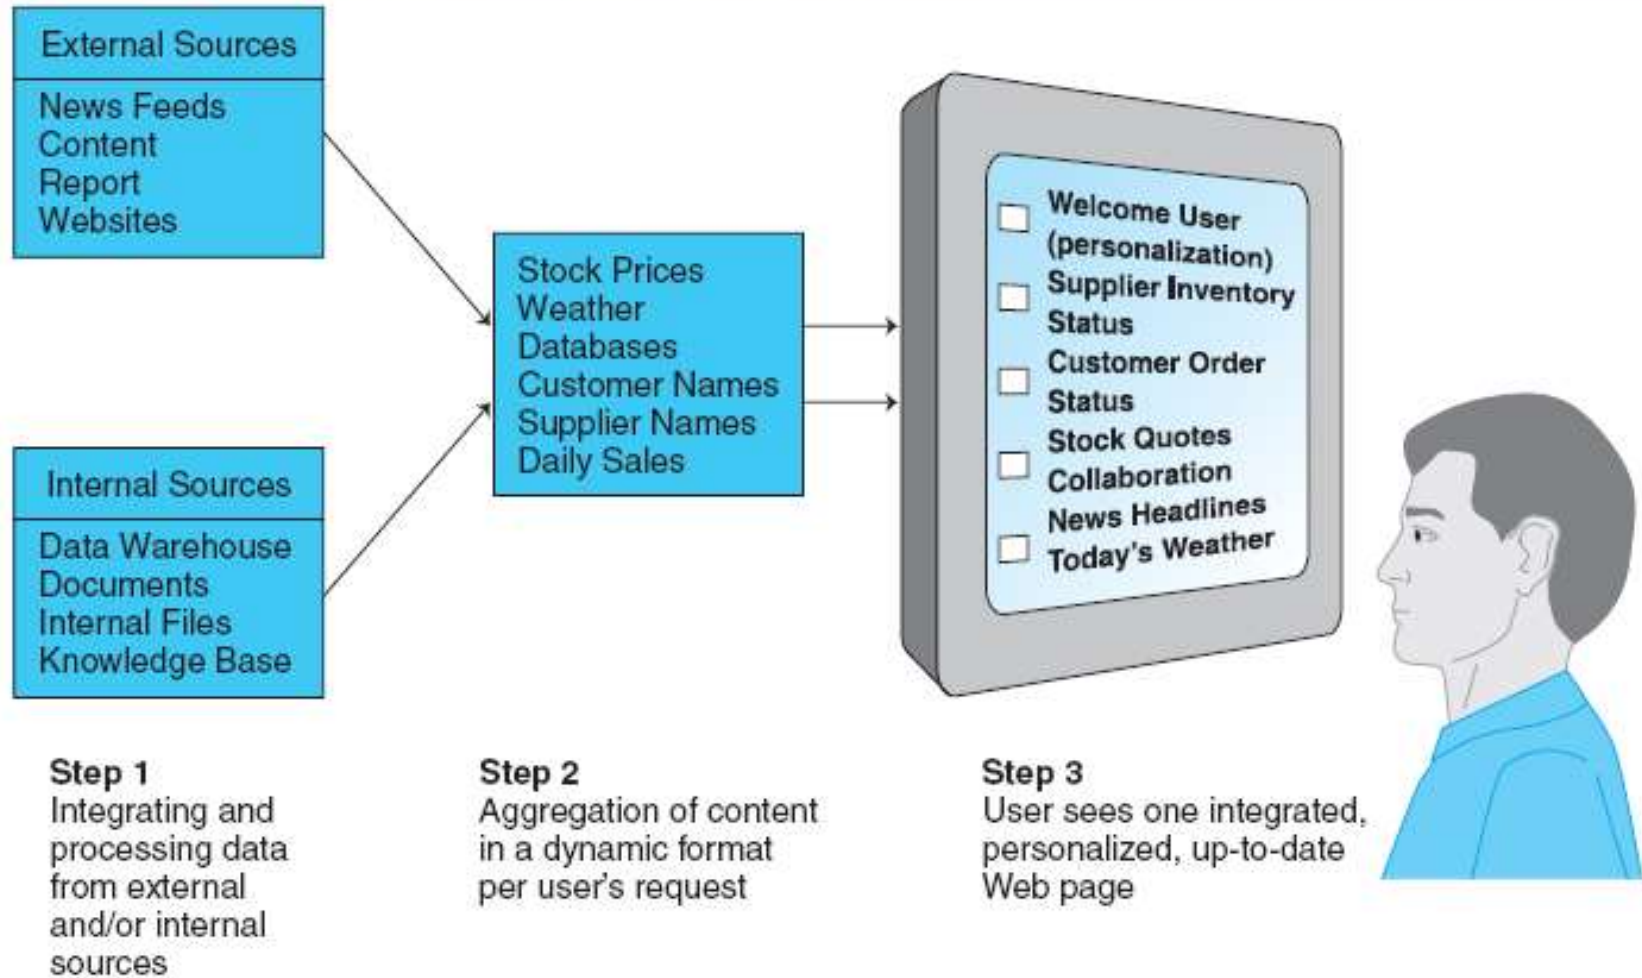 External Sources
News Feeds
Content
Report
Websites
Internal Sources
Data Warehouse
Documents
Internal Files
Knowledge Base
Stock Prices
Weather
Databases
Customer Names
Supplier Names
Daily Sales
Welcome User
(personalization)
Supplier Inventory
Status
Customer Order
Status
Stock Quotes
Collaboration
News Headlines
Today's Weather
Step 1
Integrating and
processing data
from external
and/or internal
sources
Step 2
Aggregation of content
in a dynamic format
per user's request
Step 3
User sees one integrated,
personalized, up-to-date
Web page